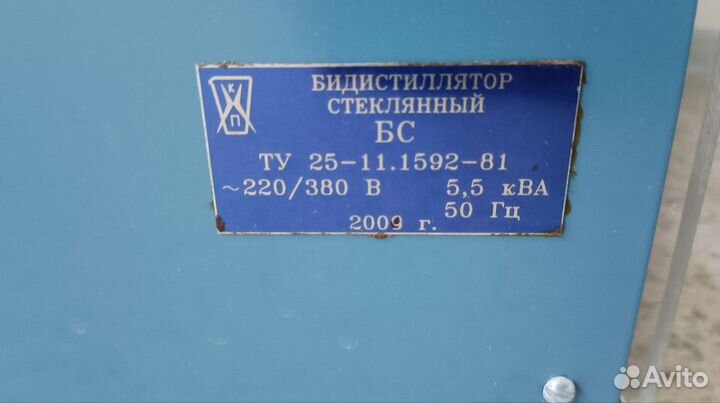 К
П
БИДИСТИЛЛЯТОР
СТЕКЛЯННЫЙ
БС
ТУ 25-11.1592-81
~220/380 В 5,5 кВА
50 Гц
2009 г.
Avito